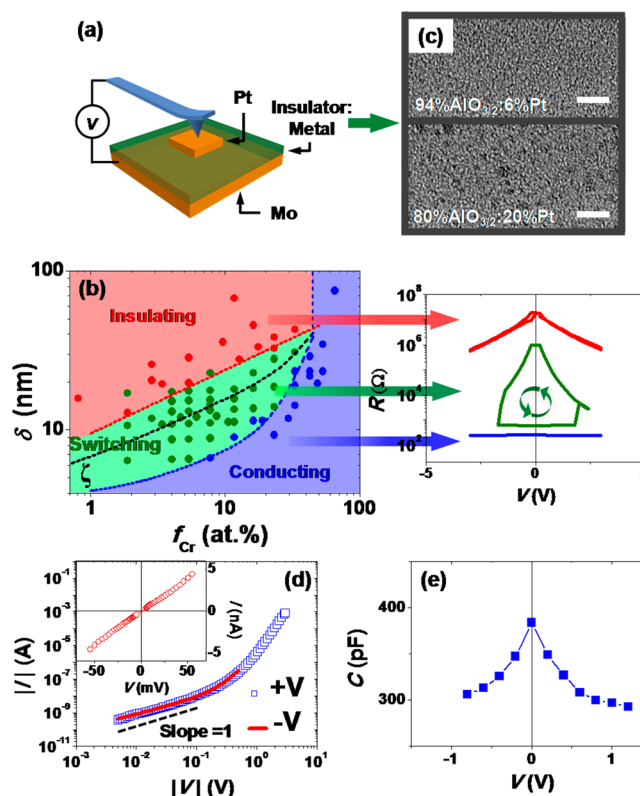 (a)
Pt
Insulator:
Metal
V
Mo
(c)
94%AlO3/2:6%Pt
80%AlO3/2:20%Pt
(b)
100
10
δ (nm)
Insulating
Switching
ζ
Conducting
1 10 100
fCr (at.%)
10^8
10^6
10^4
10^2
R(Ω)
-5 0 5
V(V)
(d)
10^-1
10^-3
10^-5
10^-7
10^-9
10^-11
|I| (A)
5
0
-5
I (nA)
-50 0 50
V(mV)
+V
-V
Slope =1
10^-3 10^-2 10^-1 10^0 10^1
|V| (V)
(e)
400
300
C (pF)
-1 0 1
V(V)